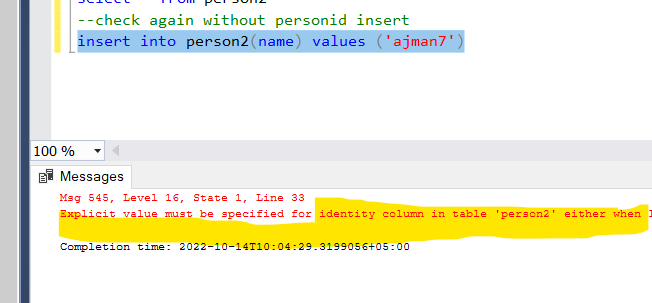 select * from person2
--check again without personid insert
insert into person2(name) values ('ajman7')
100 %
Messages
Msg 545, Level 16, State 1, Line 33
Explicit value must be specified for identity column in table 'person2' either when
Completion time: 2022-10-14T10:04:29.3199056+05:00